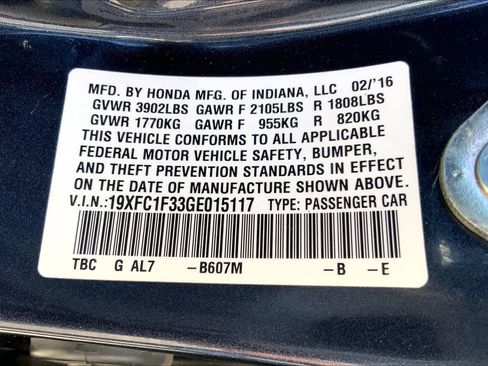 MFD. BY HONDA MFG. OF INDIANA, LLC 02/'16
GVWR 3902LBS GAWR F 2105LBS R 1808LBS
GVWR 1770KG GAWR F 955KG R 820KG
THIS VEHICLE CONFORMS TO ALL APPLICABLE
FEDERAL MOTOR VEHICLE SAFETY, BUMPER,
AND THEFT PREVENTION STANDARDS IN EFFECT
ON THE DATE OF MANUFACTURE SHOWN ABOVE.
V.I.N.:19XFC1F33GE015117 TYPE: PASSENGER CAR
TBC G AL7 -B607M -B -E